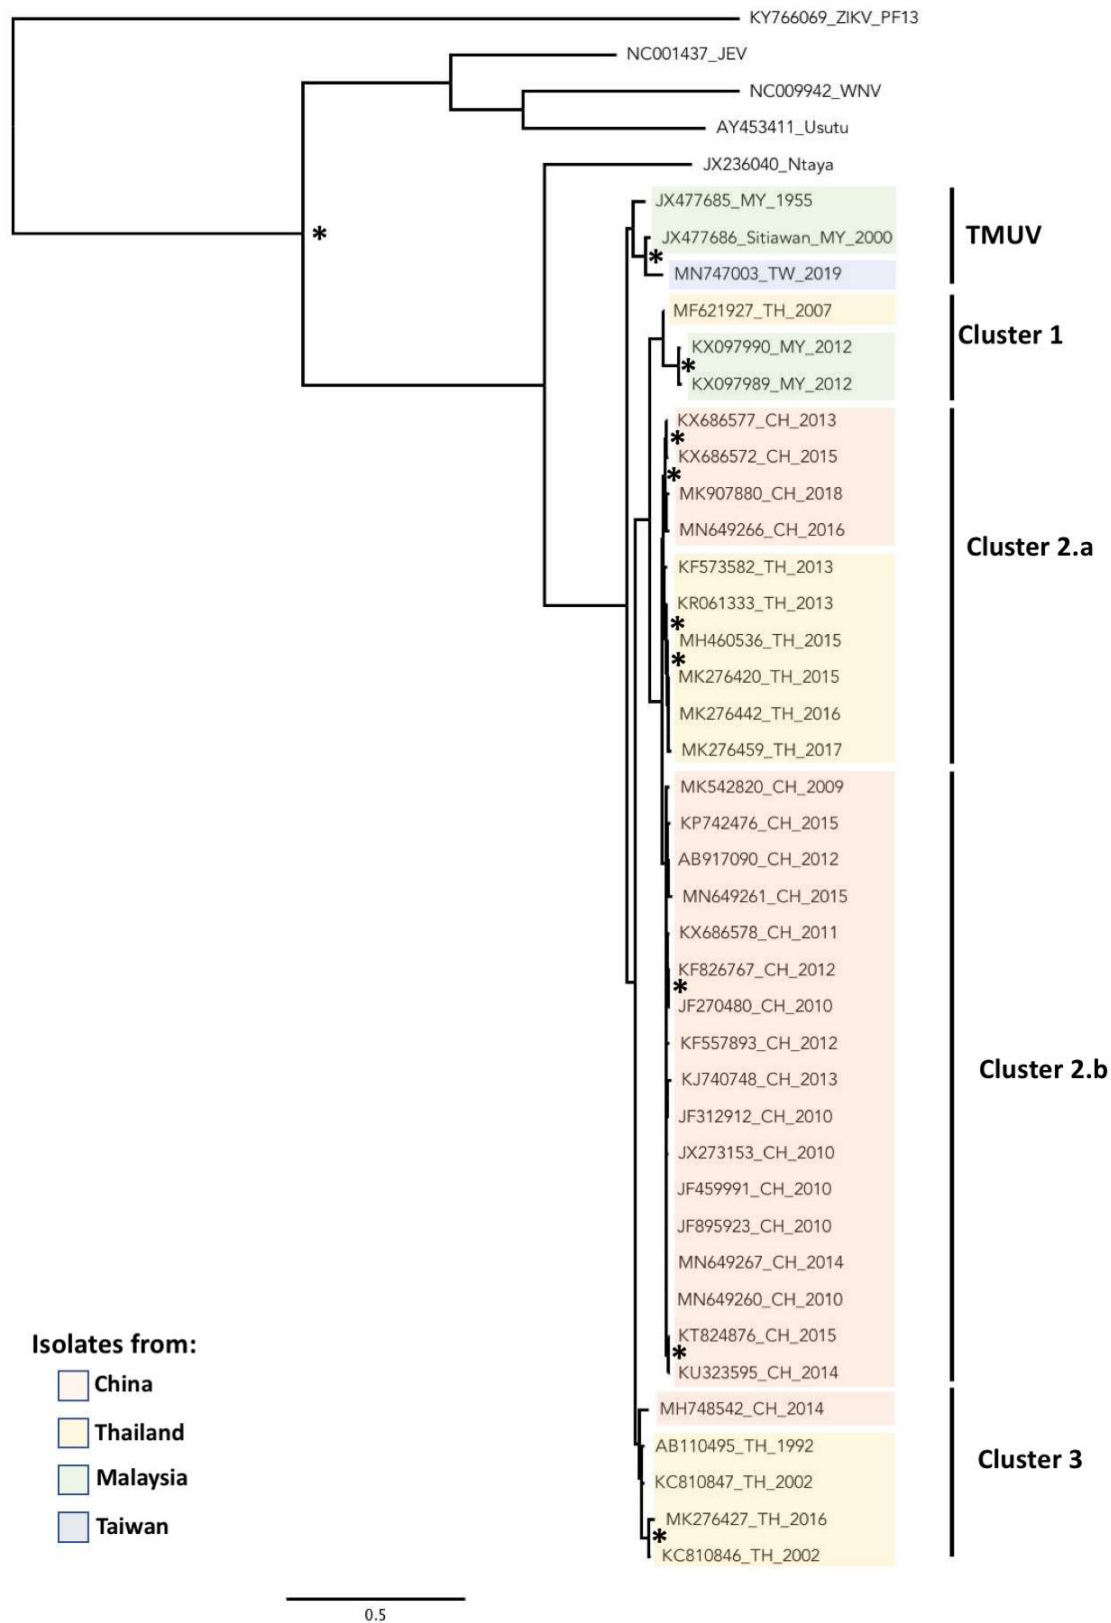 KY766069_ZIKV_PF13
NC001437_JEV
NC009942_WNV
AY453411_Usutu
JX236040_Ntaya
*
JX477685_MY_1955
JX477686_Sitiawan_MY_2000
*
MN747003_TW_2019
TMUV
MF621927_TH_2007
KX097990_MY_2012
*
KX097989_MY_2012
Cluster 1
KX686577_CH_2013
*
KX686572_CH_2015
*
MK907880_CH_2018
MN649266_CH_2016
KF573582_TH_2013
KR061333_TH_2013
*
MH460536_TH_2015
*
MK276420_TH_2015
MK276442_TH_2016
MK276459_TH_2017
Cluster 2.a
MK542820_CH_2009
KP742476_CH_2015
AB917090_CH_2012
MN649261_CH_2015
KX686578_CH_2011
KF826767_CH_2012
*
JF270480_CH_2010
KF557893_CH_2012
KJ740748_CH_2013
JF312912_CH_2010
JX273153_CH_2010
JF459991_CH_2010
JF895923_CH_2010
MN649267_CH_2014
MN649260_CH_2010
KT824876_CH_2015
*
KU323595_CH_2014
Cluster 2.b
MH748542_CH_2014
AB110495_TH_1992
KC810847_TH_2002
MK276427_TH_2016
*
KC810846_TH_2002
Cluster 3
Isolates from:
China
Thailand
Malaysia
Taiwan
0.5